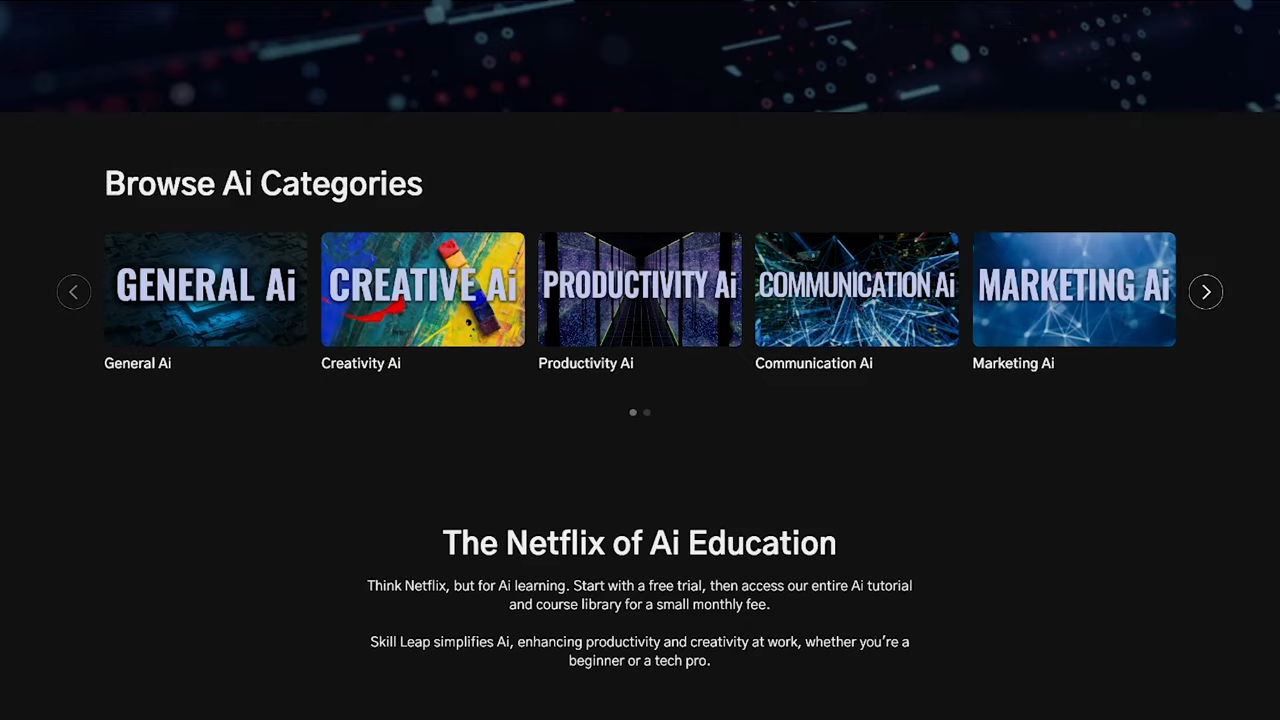 Browse Ai Categories
GENERAL Ai
CREATIVE Ai
PRODUCTIVITY Ai
COMMUNICATION Ai
MARKETING Ai
General Ai
Creativity Ai
Productivity Ai
Communication Ai
Marketing Ai
The Netflix of Ai Education
Think Netflix, but for Ai learning. Start with a free trial, then access our entire Ai tutorial
and course library for a small monthly fee.
Skill Leap simplifies Ai, enhancing productivity and creativity at work, whether you’re a
beginner or a tech pro.